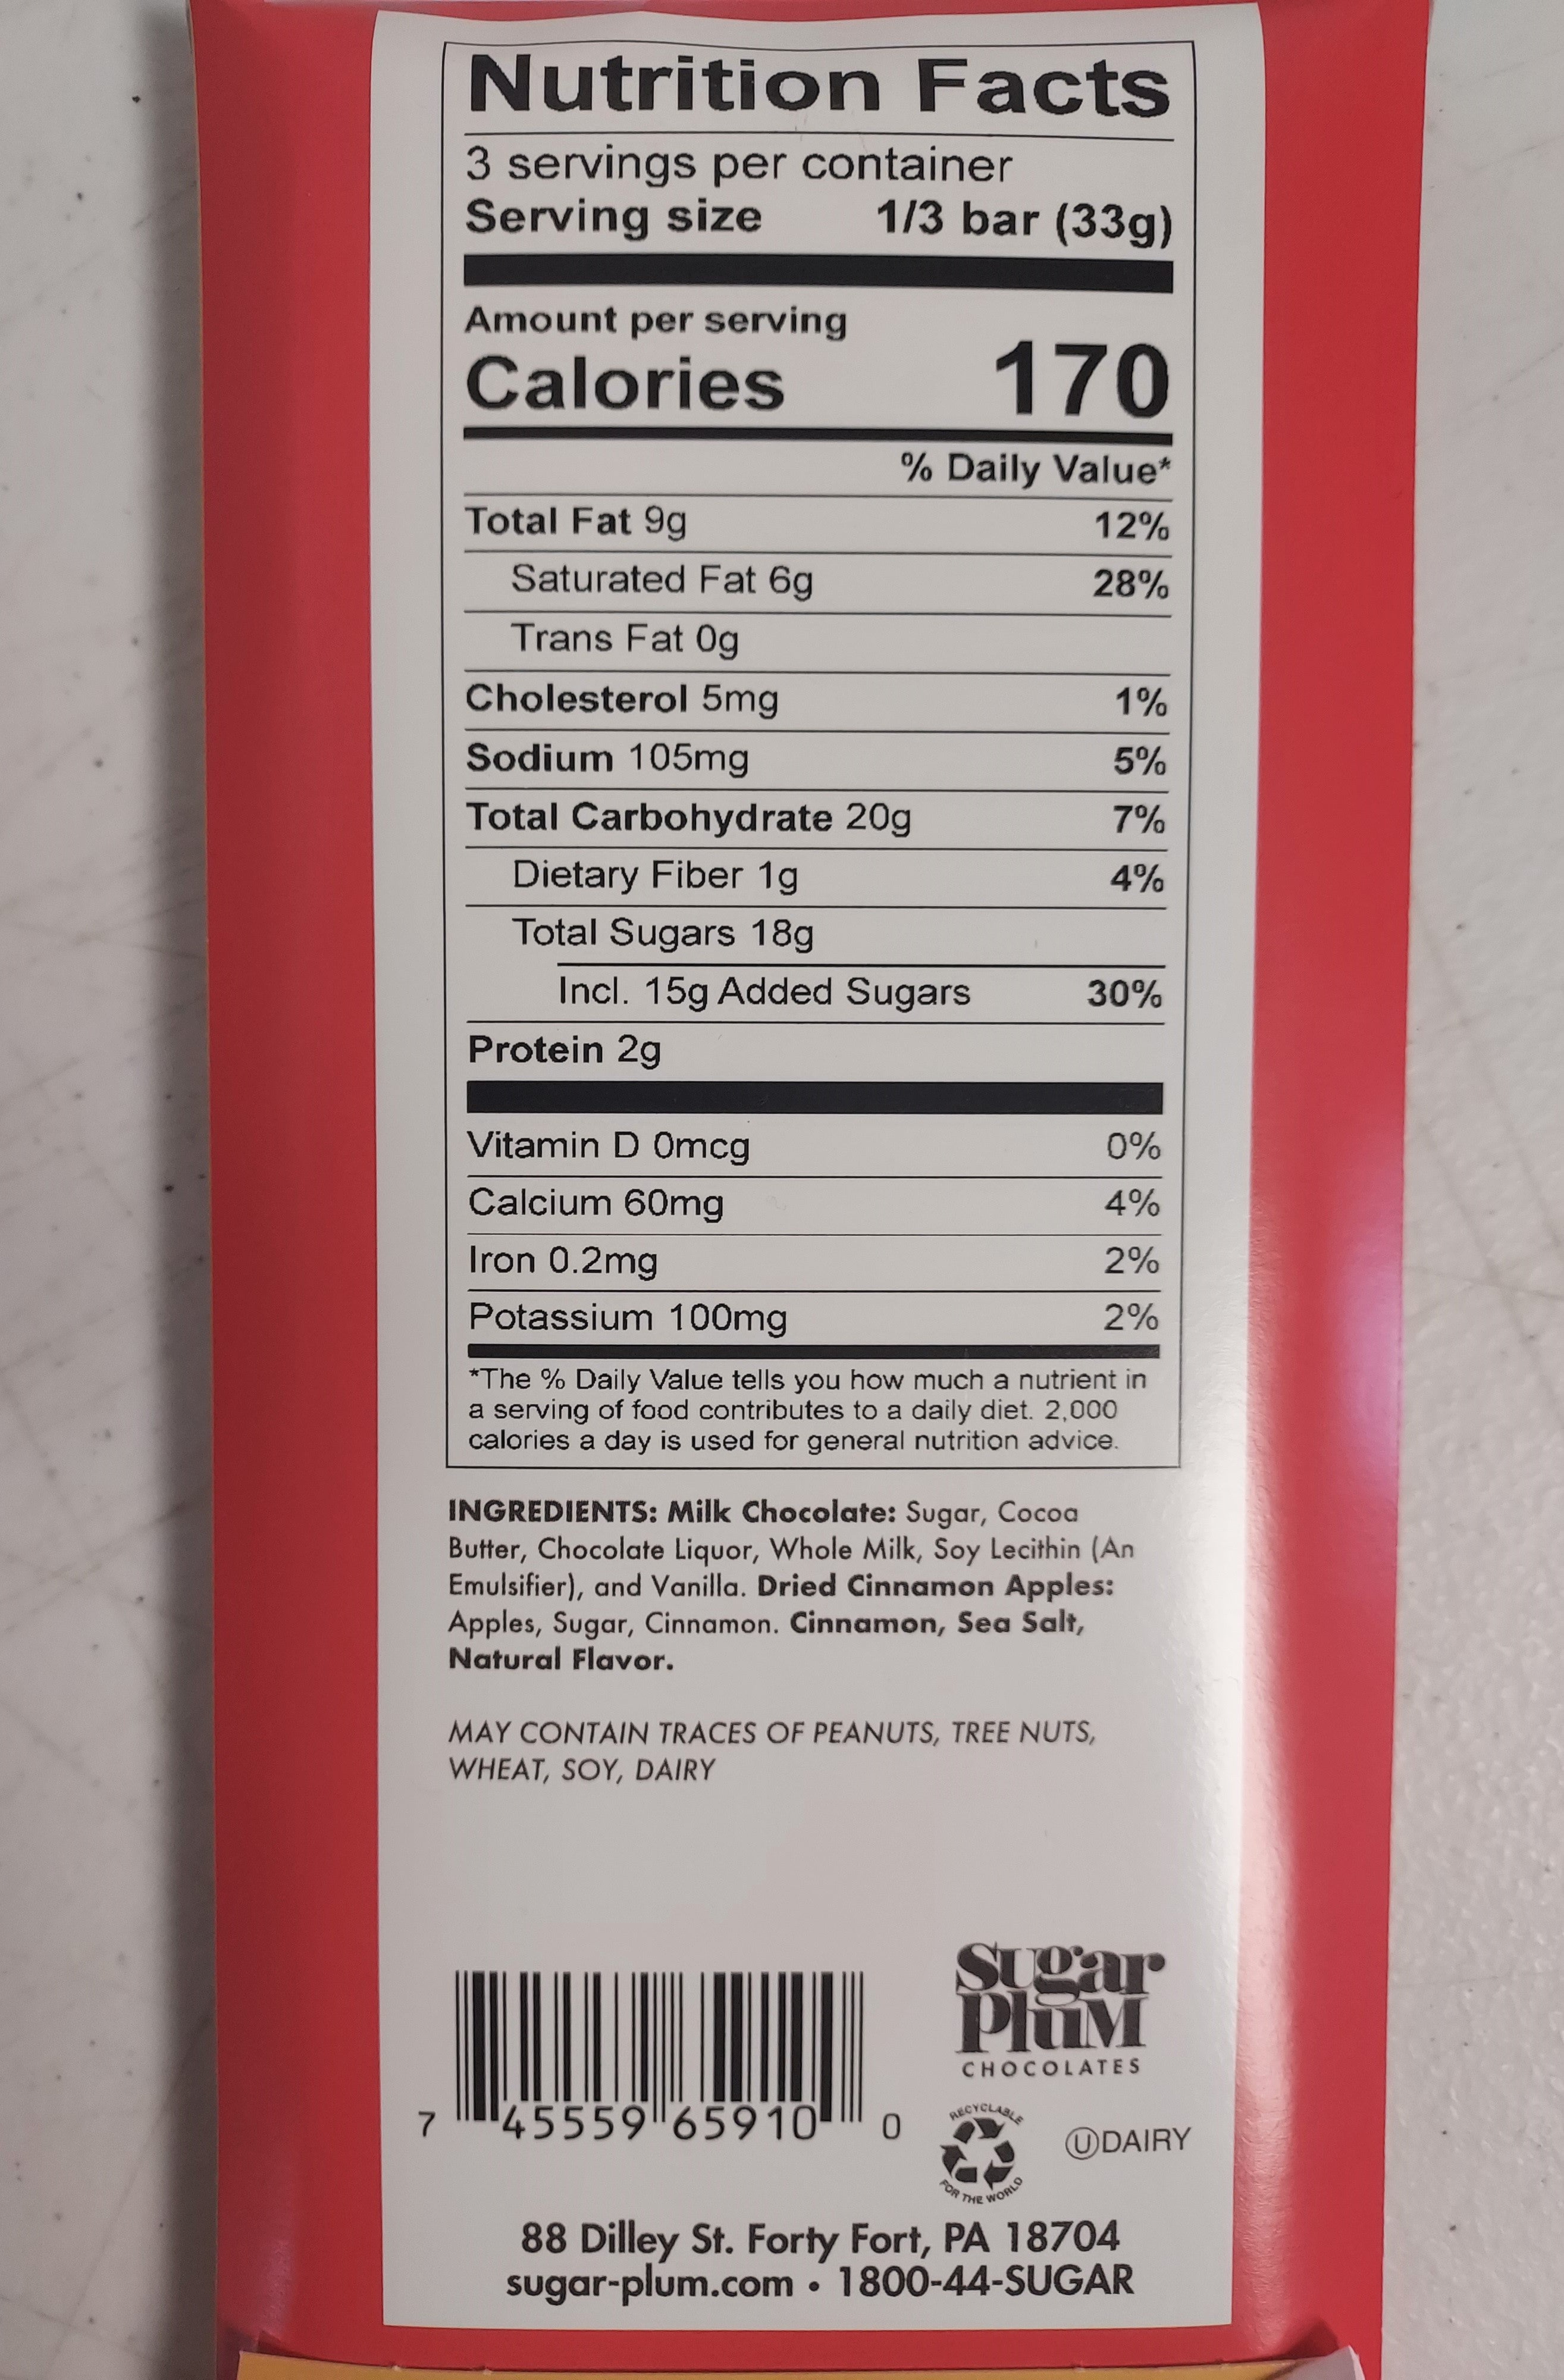 Nutrition Facts
3 servings per container
Serving size 1/3 bar (33g)
Amount per serving
Calories 170
% Daily Value*
Total Fat 9g 12%
Saturated Fat 6g 28%
Trans Fat 0g
Cholesterol 5mg 1%
Sodium 105mg 5%
Total Carbohydrate 20g 7%
Dietary Fiber 1g 4%
Total Sugars 18g
Incl. 15g Added Sugars 30%
Protein 2g
Vitamin D 0mcg 0%
Calcium 60mg 4%
Iron 0.2mg 2%
Potassium 100mg 2%
*The % Daily Value tells you how much a nutrient in
a serving of food contributes to a daily diet. 2,000
calories a day is used for general nutrition advice.
INGREDIENTS: Milk Chocolate: Sugar, Cocoa
Butter, Chocolate Liquor, Whole Milk, Soy Lecithin (An
Emulsifier), and Vanilla. Dried Cinnamon Apples:
Apples, Sugar, Cinnamon. Cinnamon, Sea Salt,
Natural Flavor.
MAY CONTAIN TRACES OF PEANUTS, TREE NUTS,
WHEAT, SOY, DAIRY
Sugar
Plum
CHOCOLATES
7 45559 65910 0
RECYCLABLE
FOR THE WORLD
Ⓤ DAIRY
88 Dilley St. Forty Fort, PA 18704
sugar-plum.com • 1800-44-SUGAR